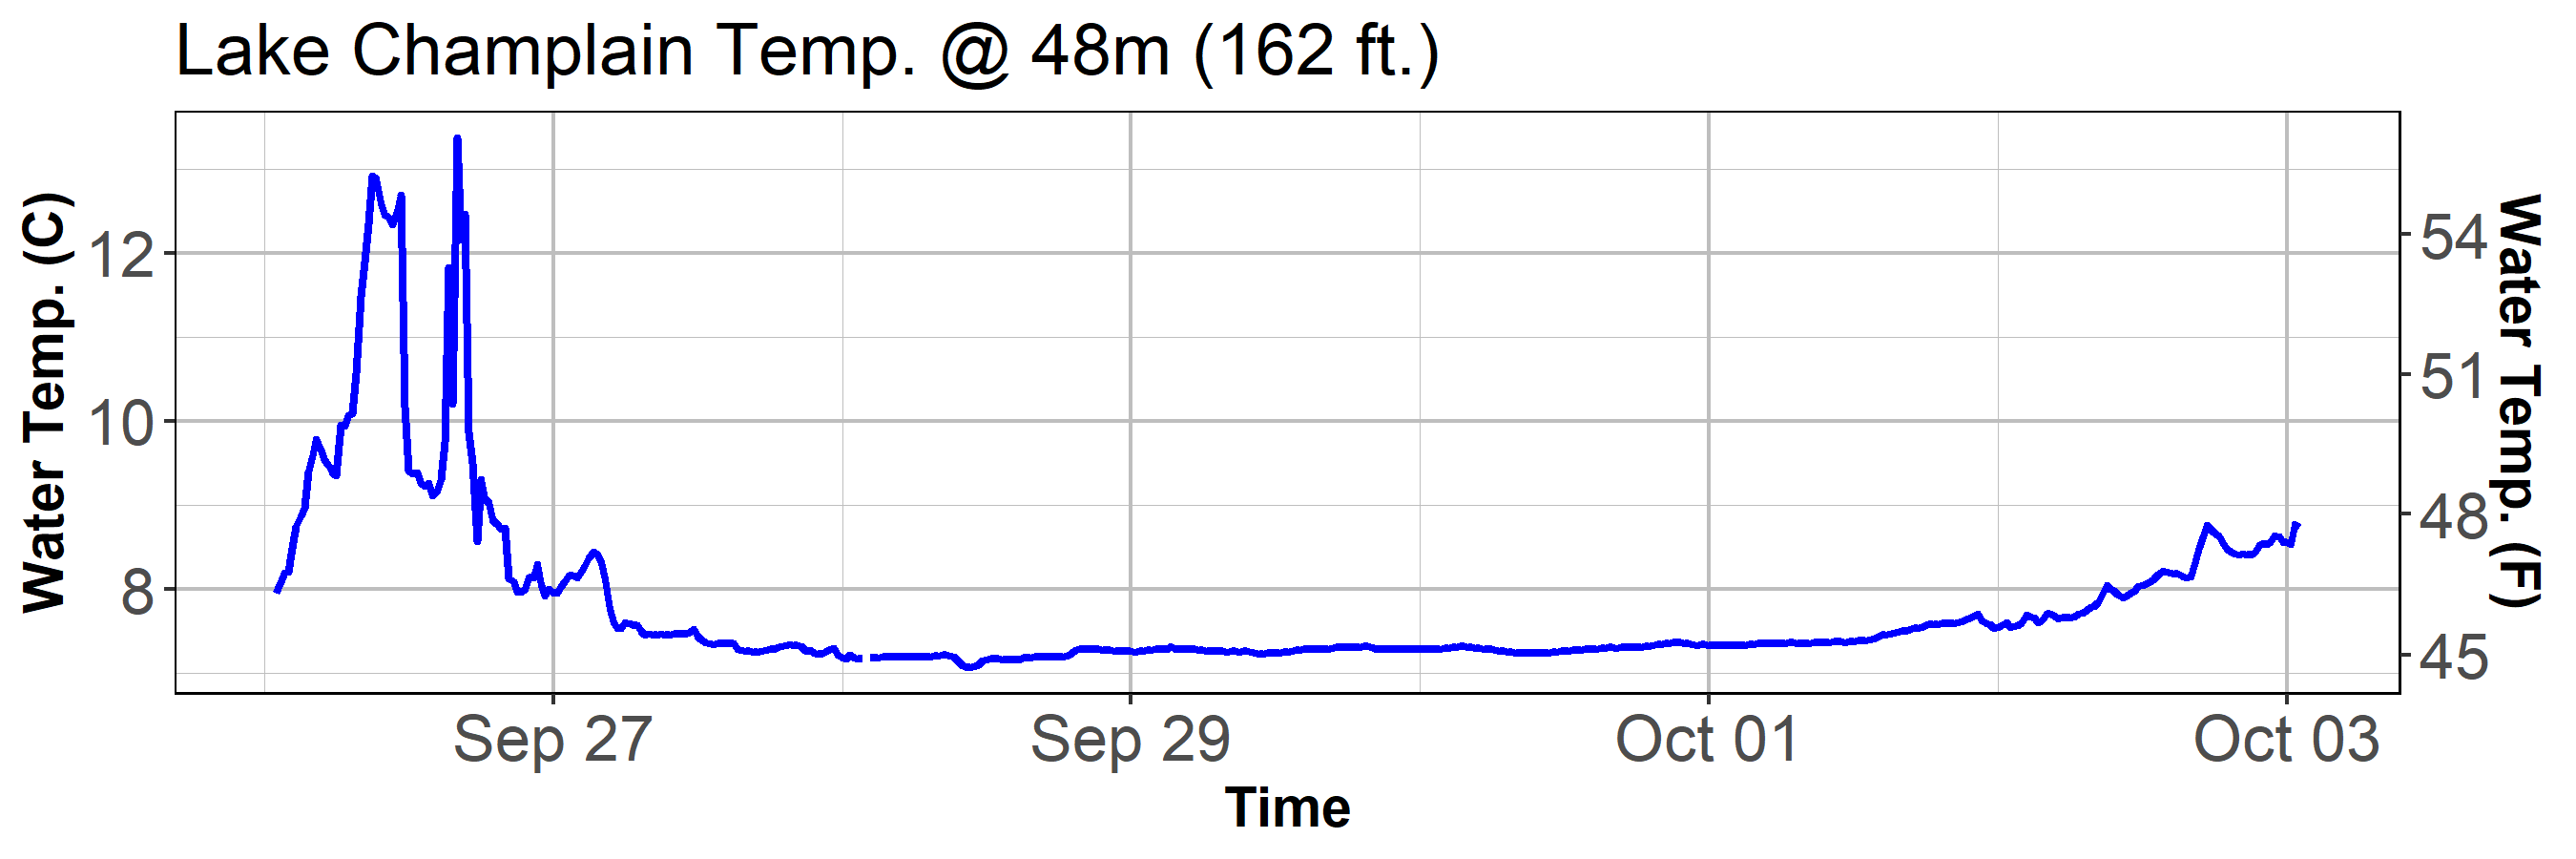 Lake Champlain Temp. @ 48m (162 ft.)
Water Temp. (C)
12
10
8
54
51
48
45
Water Temp. (F)
Sep 27
Sep 29
Oct 01
Oct 03
Time